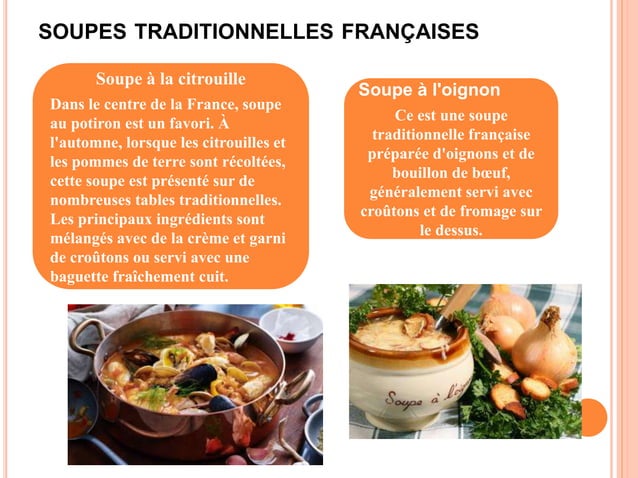 SOUPES TRADITIONNELLES FRANÇAISES
Soupe à la citrouille
Dans le centre de la France, soupe
au potiron est un favori. À
l'automne, lorsque les citrouilles et
les pommes de terre sont récoltées,
cette soupe est présenté sur de
nombreuses tables traditionnelles.
Les principaux ingrédients sont
mélangés avec de la crème et garni
de croûtons ou servi avec une
baguette fraîchement cuit.
Soupe à l'oignon
Ce est une soupe
traditionnelle française
préparée d'oignons et de
bouillon de bœuf,
généralement servi avec
croûtons et de fromage sur
le dessus.
Soupe à l'oi